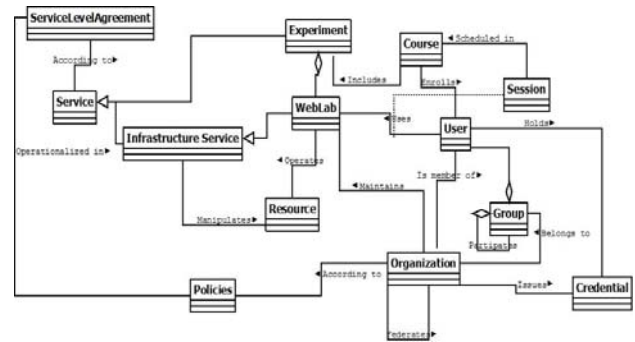 ServiceLevelAgreement
Experiment
Course
◄ Scheduled in
According to►
◄ Includes
Enrolls►
Service
Session
WebLab
User
◄ Uses
Holds►
Infrastructure Service
Operationalized in►
◄ Operates
Is member of►
◄ Maintains
Resource
Group
Manipulates►
Partipates
◄ Belongs to
Organization
◄ According to
Policies
Issues►
Credential
federates►